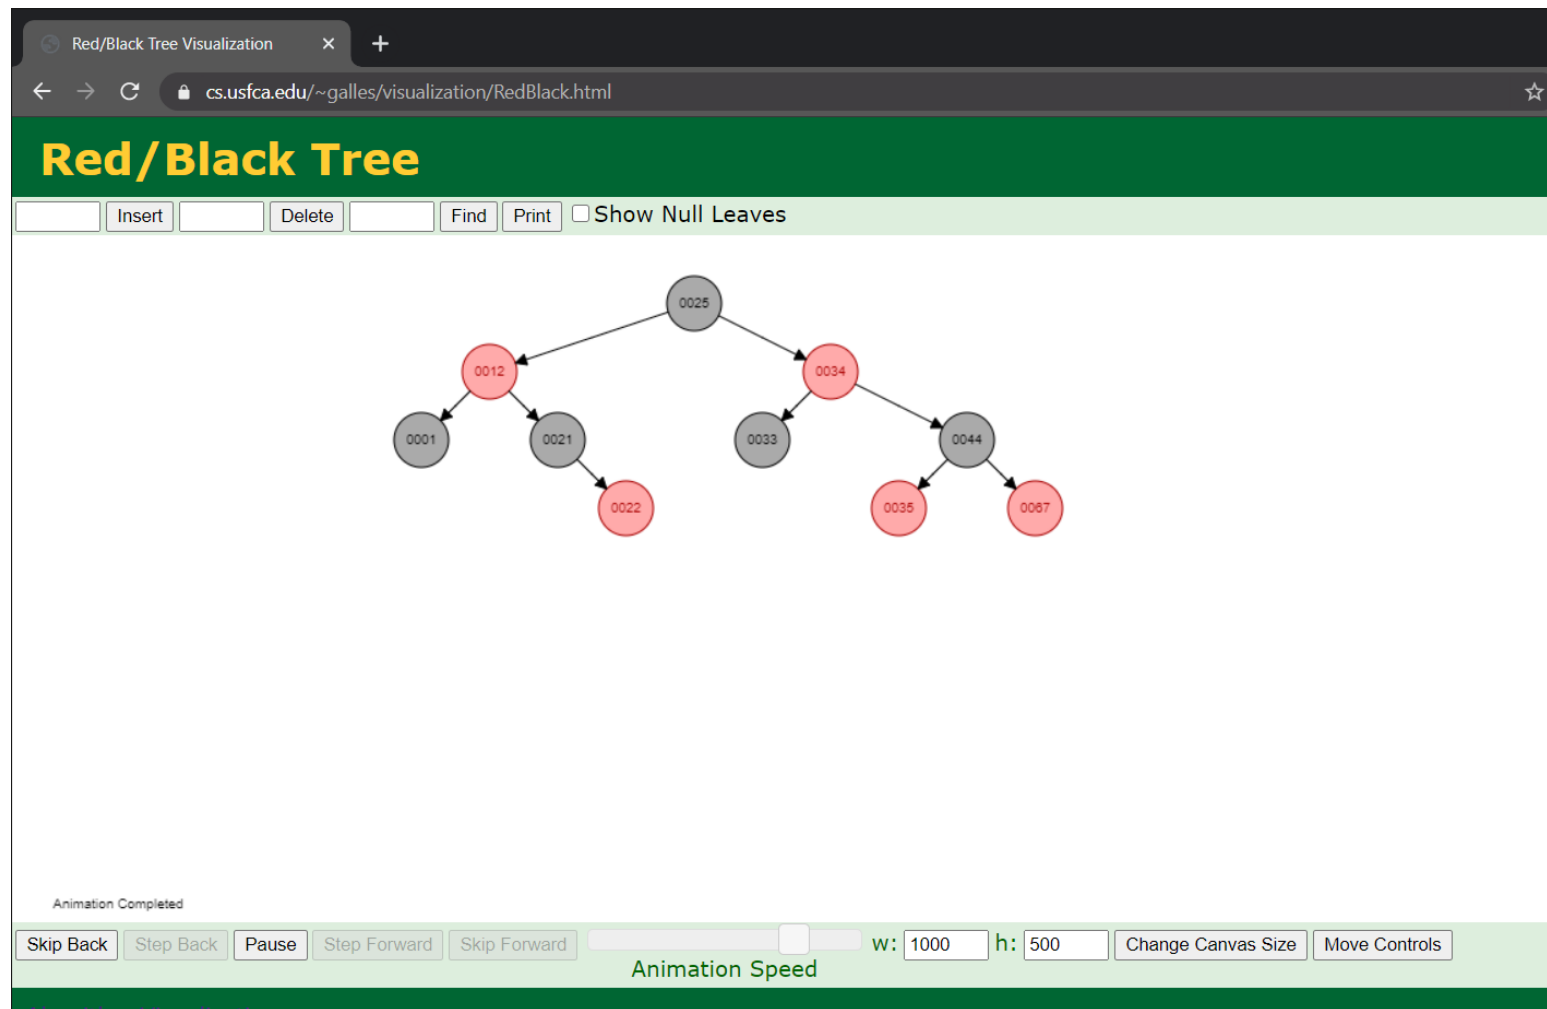 Red/Black Tree Visualization
cs.usfca.edu/~galles/visualization/RedBlack.html
Red/Black Tree
Insert Delete Find Print Show Null Leaves
0025
0012 0034
0001 0021 0033 0044
0022 0035 0067
Animation Completed
Skip Back Step Back Pause Step Forward Skip Forward w: 1000 h: 500 Change Canvas Size Move Controls
Animation Speed